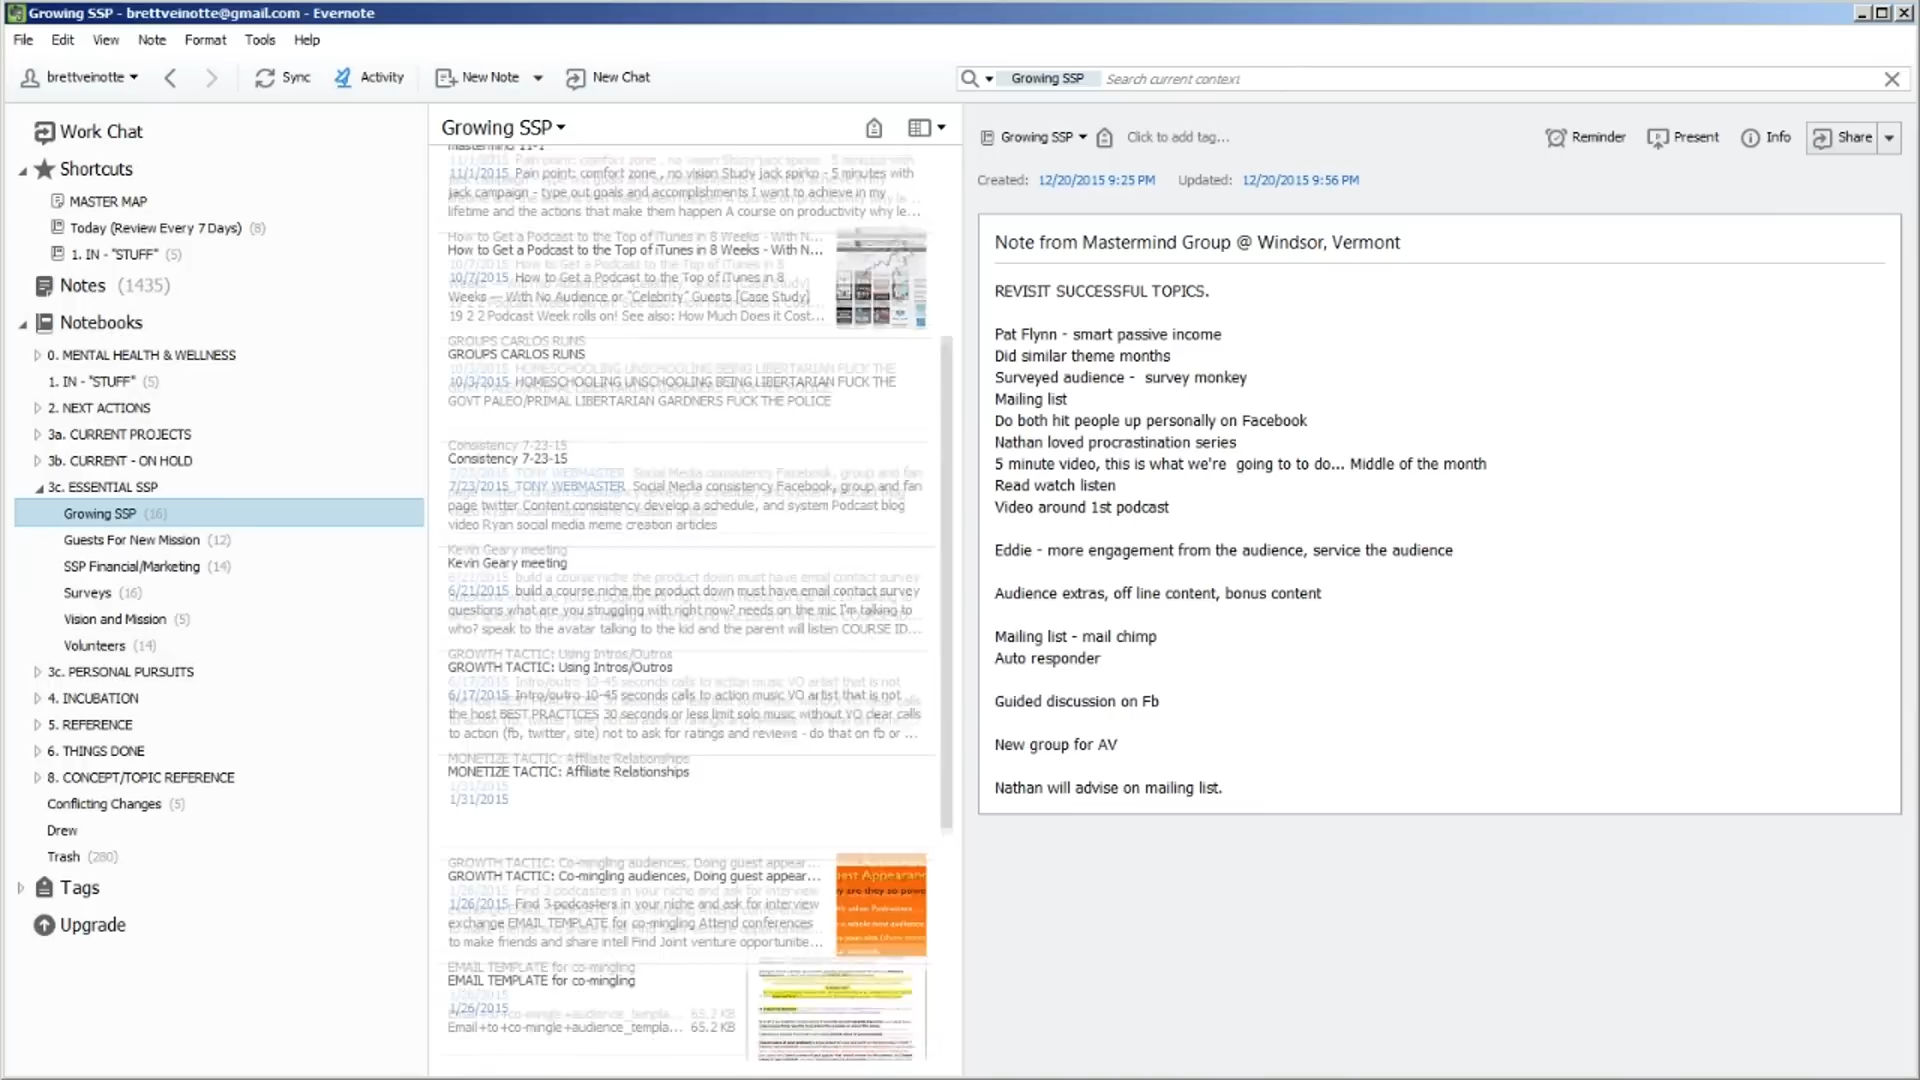 Growing SSP - brettveinotte@gmail.com - Evernote
File Edit View Note Format Tools Help
brettveinotte Sync Activity New Note New Chat
Growing SSP Search current context
Work Chat
Shortcuts
MASTER MAP
Today (Review Every 7 Days) (8)
1. IN - "STUFF" (5)
Notes (1435)
Notebooks
0. MENTAL HEALTH & WELLNESS
1. IN - "STUFF" (5)
2. NEXT ACTIONS
3a. CURRENT PROJECTS
3b. CURRENT - ON HOLD
3c. ESSENTIAL SSP
Growing SSP (16)
Guests For New Mission (12)
SSP Financial/Marketing (14)
Surveys (16)
Vision and Mission (5)
Volunteers (14)
3c. PERSONAL PURSUITS
4. INCUBATION
5. REFERENCE
6. THINGS DONE
8. CONCEPT/TOPIC REFERENCE
Conflicting Changes (5)
Drew
Trash (280)
Tags
Upgrade
Growing SSP
mastermind 11-1
11/1/2015 Pain point: comfort zone , no vision Study jack spirko - 5 minutes with
jack campaign - type out goals and accomplishments I want to achieve in my
lifetime and the actions that make them happen A course on productivity why le...
How to Get a Podcast to the Top of iTunes in 8 Weeks - With N...
10/7/2015 How to Get a Podcast to the Top of iTunes in 8
Weeks — With No Audience or "Celebrity" Guests [Case Study]
19 2 2 Podcast Week rolls on! See also: How Much Does it Cost...
GROUPS CARLOS RUNS
10/3/2015 HOMESCHOOLING UNSCHOOLING BEING LIBERTARIAN FUCK THE
GOVT PALEO/PRIMAL LIBERTARIAN GARDNERS FUCK THE POLICE
Consistency 7-23-15
7/23/2015 TONY WEBMASTER Social Media consistency Facebook, group and fan
page twitter Content consistency develop a schedule, and system Podcast blog
video Ryan social media meme creation articles
Kevin Geary meeting
6/21/2015 build a course niche the product down must have email contact survey
questions what are you struggling with right now? needs on the mic I'm talking to
who? speak to the avatar talking to the kid and the parent will listen COURSE ID...
GROWTH TACTIC: Using Intros/Outros
6/17/2015 Intro/outro 10-45 seconds calls to action music VO artist that is not
the host BEST PRACTICES 30 seconds or less limit solo music without VO clear calls
to action (fb, twitter, site) not to ask for ratings and reviews - do that on fb or ...
MONETIZE TACTIC: Affiliate Relationships
1/31/2015
GROWTH TACTIC: Co-mingling audiences, Doing guest appear...
1/26/2015 Find 3 podcasters in your niche and ask for interview
exchange EMAIL TEMPLATE for co-mingling Attend conferences
to make friends and share intell Find Joint venture opportunitie...
EMAIL TEMPLATE for co-mingling
1/26/2015
Email+to+co-mingle+audience_templa... 65.2 KB
Growing SSP Click to add tag... Reminder Present Info Share
Created: 12/20/2015 9:25 PM Updated: 12/20/2015 9:56 PM
Note from Mastermind Group @ Windsor, Vermont
REVISIT SUCCESSFUL TOPICS.
Pat Flynn - smart passive income
Did similar theme months
Surveyed audience - survey monkey
Mailing list
Do both hit people up personally on Facebook
Nathan loved procrastination series
5 minute video, this is what we're going to to do... Middle of the month
Read watch listen
Video around 1st podcast
Eddie - more engagement from the audience, service the audience
Audience extras, off line content, bonus content
Mailing list - mail chimp
Auto responder
Guided discussion on Fb
New group for AV
Nathan will advise on mailing list.